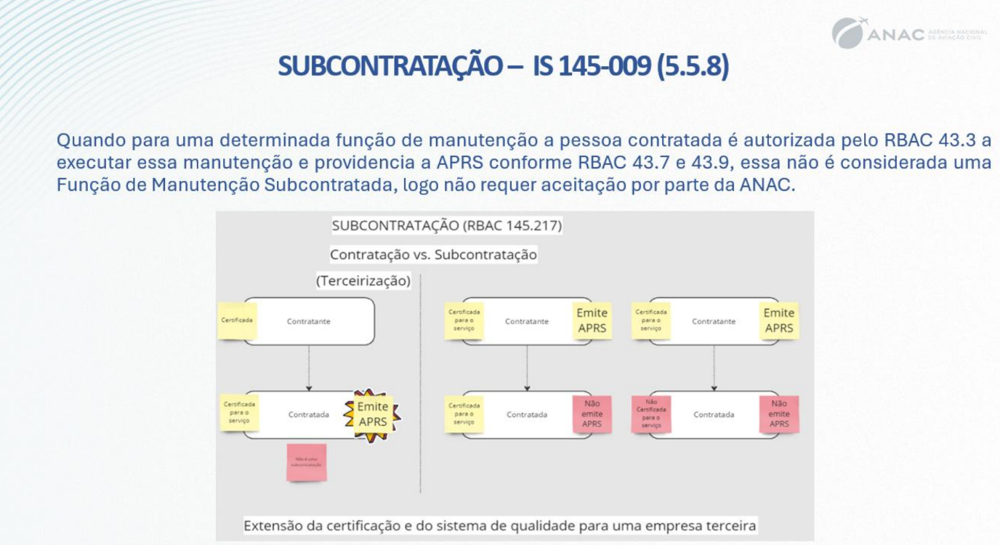 ANAC AGÊNCIA NACIONAL
DE AVIAÇÃO CIVIL
SUBCONTRATAÇÃO – IS 145-009 (5.5.8)
Quando para uma determinada função de manutenção a pessoa contratada é autorizada pelo RBAC 43.3 a
executar essa manutenção e providencia a APRS conforme RBAC 43.7 e 43.9, essa não é considerada uma
Função de Manutenção Subcontratada, logo não requer aceitação por parte da ANAC.
SUBCONTRATAÇÃO (RBAC 145.217)
Contratação vs. Subcontratação
(Terceirização)
Certificada
Contratante
Certificada
para o
serviço
Contratada
Emite
APRS
Não é uma
subcontratação
Certificada
para o
serviço
Contratante
Emite
APRS
Certificada
para o
serviço
Contratada
Não
emite
APRS
Certificada
para o
serviço
Contratante
Emite
APRS
Não
Certificada
para o
serviço
Contratada
Não
emite
APRS
Extensão da certificação e do sistema de qualidade para uma empresa terceira